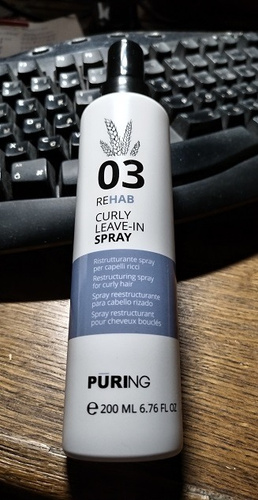 03
REHAB
CURLY
LEAVE-IN
SPRAY
Ristrutturante spray
per capelli ricci
Restructuring spray
for curly hair
Spray reestructurante
para cabello rizado
Spray restructurant
pour cheveux bouclés
PŪRING
℮ 200 ML 6.76 FL OZ